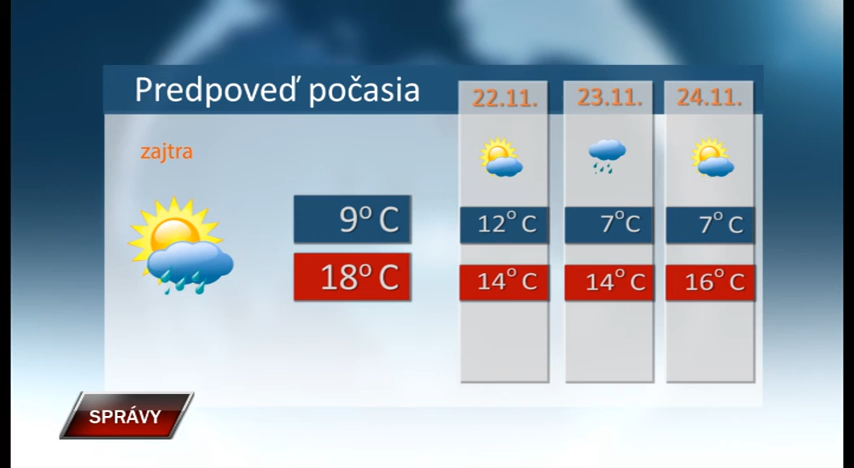 Predpoveď počasia
zajtra
9° C
18° C
22.11.
12° C
14° C
23.11.
7°C
14° C
24.11.
7° C
16° C
SPRÁVY